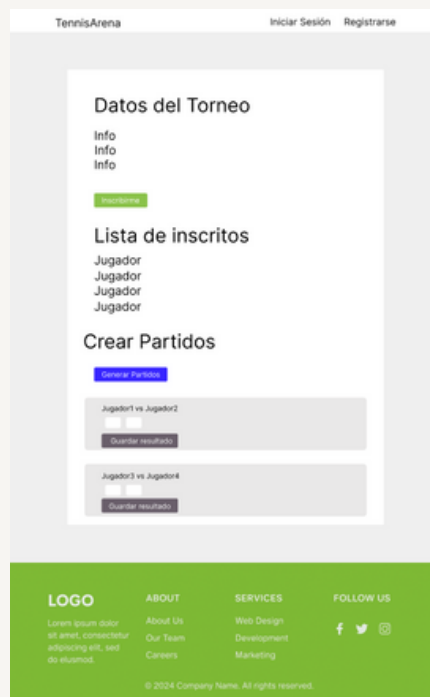 TennisArena
Iniciar Sesión Registrarse
Datos del Torneo
Info
Info
Info
Inscribirme
Lista de inscritos
Jugador
Jugador
Jugador
Jugador
Crear Partidos
Generar Partidos
Jugador1 vs Jugador2
Guardar resultado
Jugador3 vs Jugador4
Guardar resultado
LOGO
Lorem ipsum dolor
sit amet, consectetur
adipiscing elit, sed
do eiusmod.
ABOUT
About Us
Our Team
Careers
SERVICES
Web Design
Development
Marketing
FOLLOW US
© 2024 Company Name. All rights reserved.